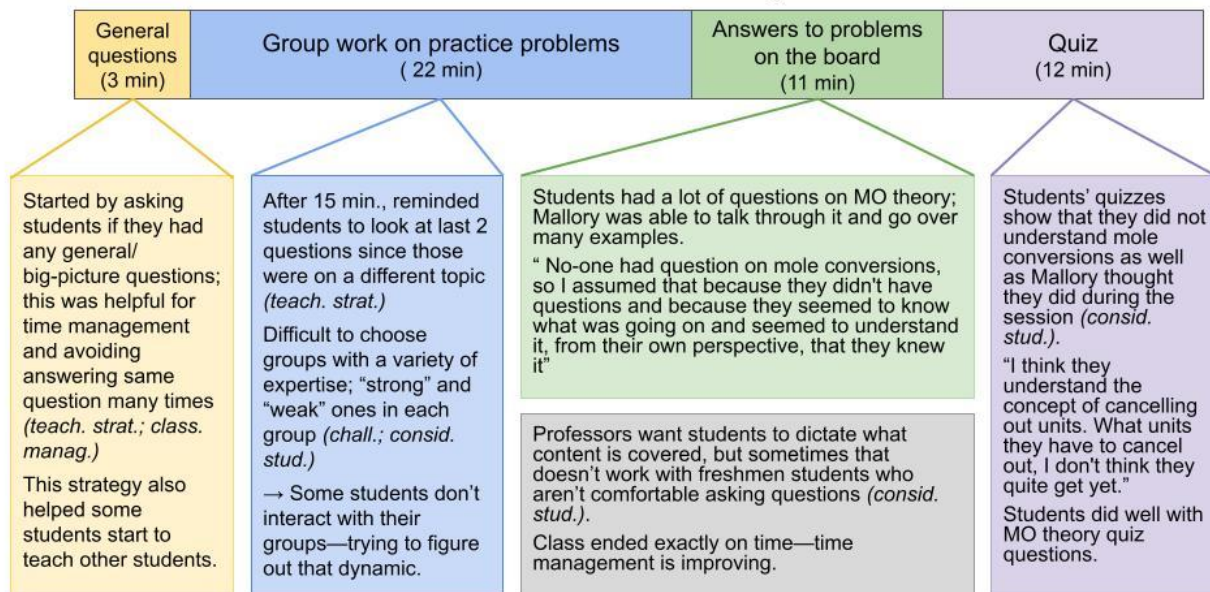 General
questions
(3 min)
Group work on practice problems
( 22 min)
Answers to problems
on the board
(11 min)
Quiz
(12 min)
Started by asking
students if they had
any general/
big-picture questions;
this was helpful for
time management
and avoiding
answering same
question many times
(teach. strat.; class.
manag.)
This strategy also
helped some
students start to
teach other students.
After 15 min., reminded
students to look at last 2
questions since those
were on a different topic
(teach. strat.)
Difficult to choose
groups with a variety of
expertise; “strong” and
“weak” ones in each
group (chall.; consid.
stud.)
→ Some students don’t
interact with their
groups—trying to figure
out that dynamic.
Students had a lot of questions on MO theory;
Mallory was able to talk through it and go over
many examples.
“ No-one had question on mole conversions,
so I assumed that because they didn't have
questions and because they seemed to know
what was going on and seemed to understand
it, from their own perspective, that they knew
it”
Professors want students to dictate what
content is covered, but sometimes that
doesn’t work with freshmen students who
aren’t comfortable asking questions (consid.
stud.).
Class ended exactly on time—time
management is improving.
Students’ quizzes
show that they did not
understand mole
conversions as well
as Mallory thought
they did during the
session (consid.
stud.).
“I think they
understand the
concept of cancelling
out units. What units
they have to cancel
out, I don't think they
quite get yet.”
Students did well with
MO theory quiz
questions.